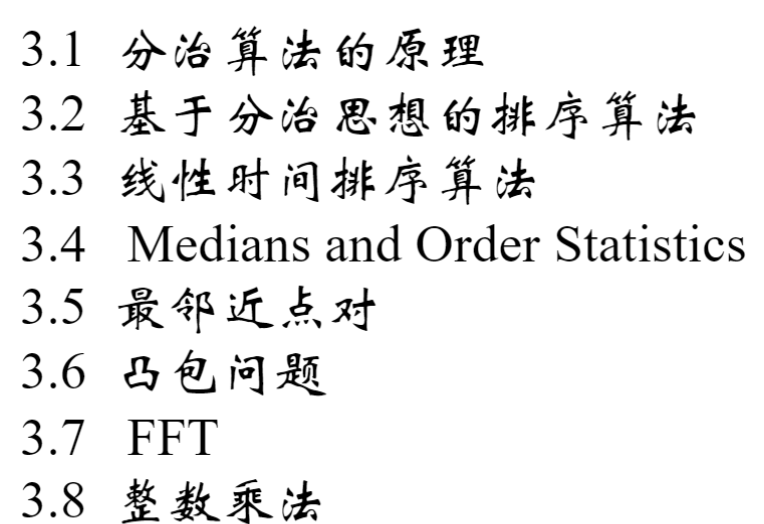 3.1 分治算法的原理
3.2 基于分治思想的排序算法
3.3 线性时间排序算法
3.4 Medians and Order Statistics
3.5 最邻近点对
3.6 凸包问题
3.7 FFT
3.8 整数乘法